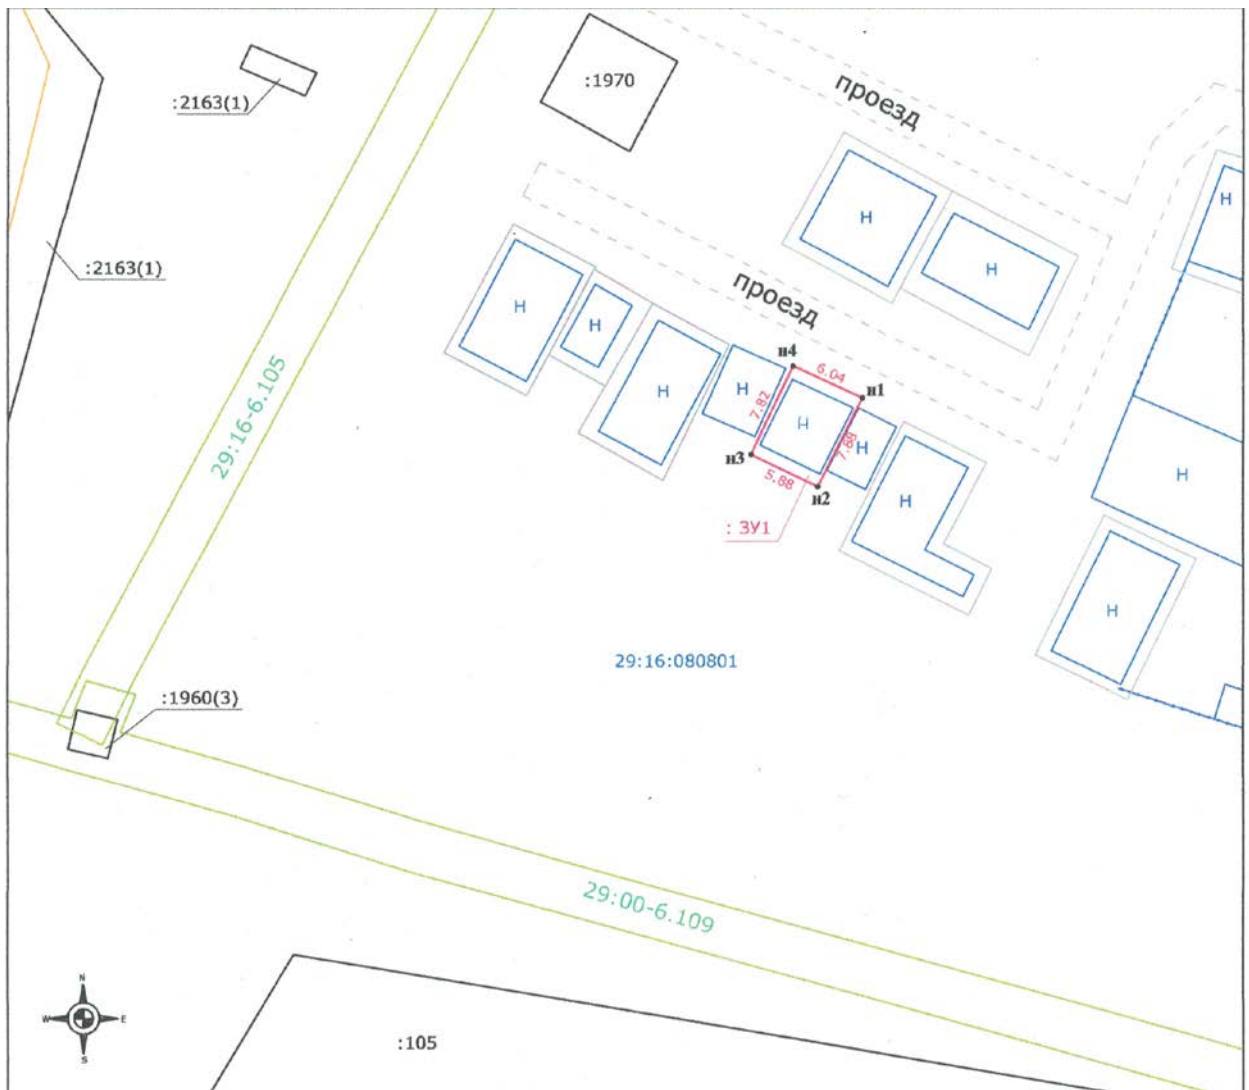 :1970
:2163(1)
проезд
Н
Н
Н
:2163(1)
проезд
Н
Н
29:16-6.105
н4
6.04
н1
Н
Н
7.82
Н
7.88
Н
н3
5.88
н2
Н
Н
: ЗУ1
Н
29:16:080801
:1960(3)
29:00-6.109
N
W
E
S
:105